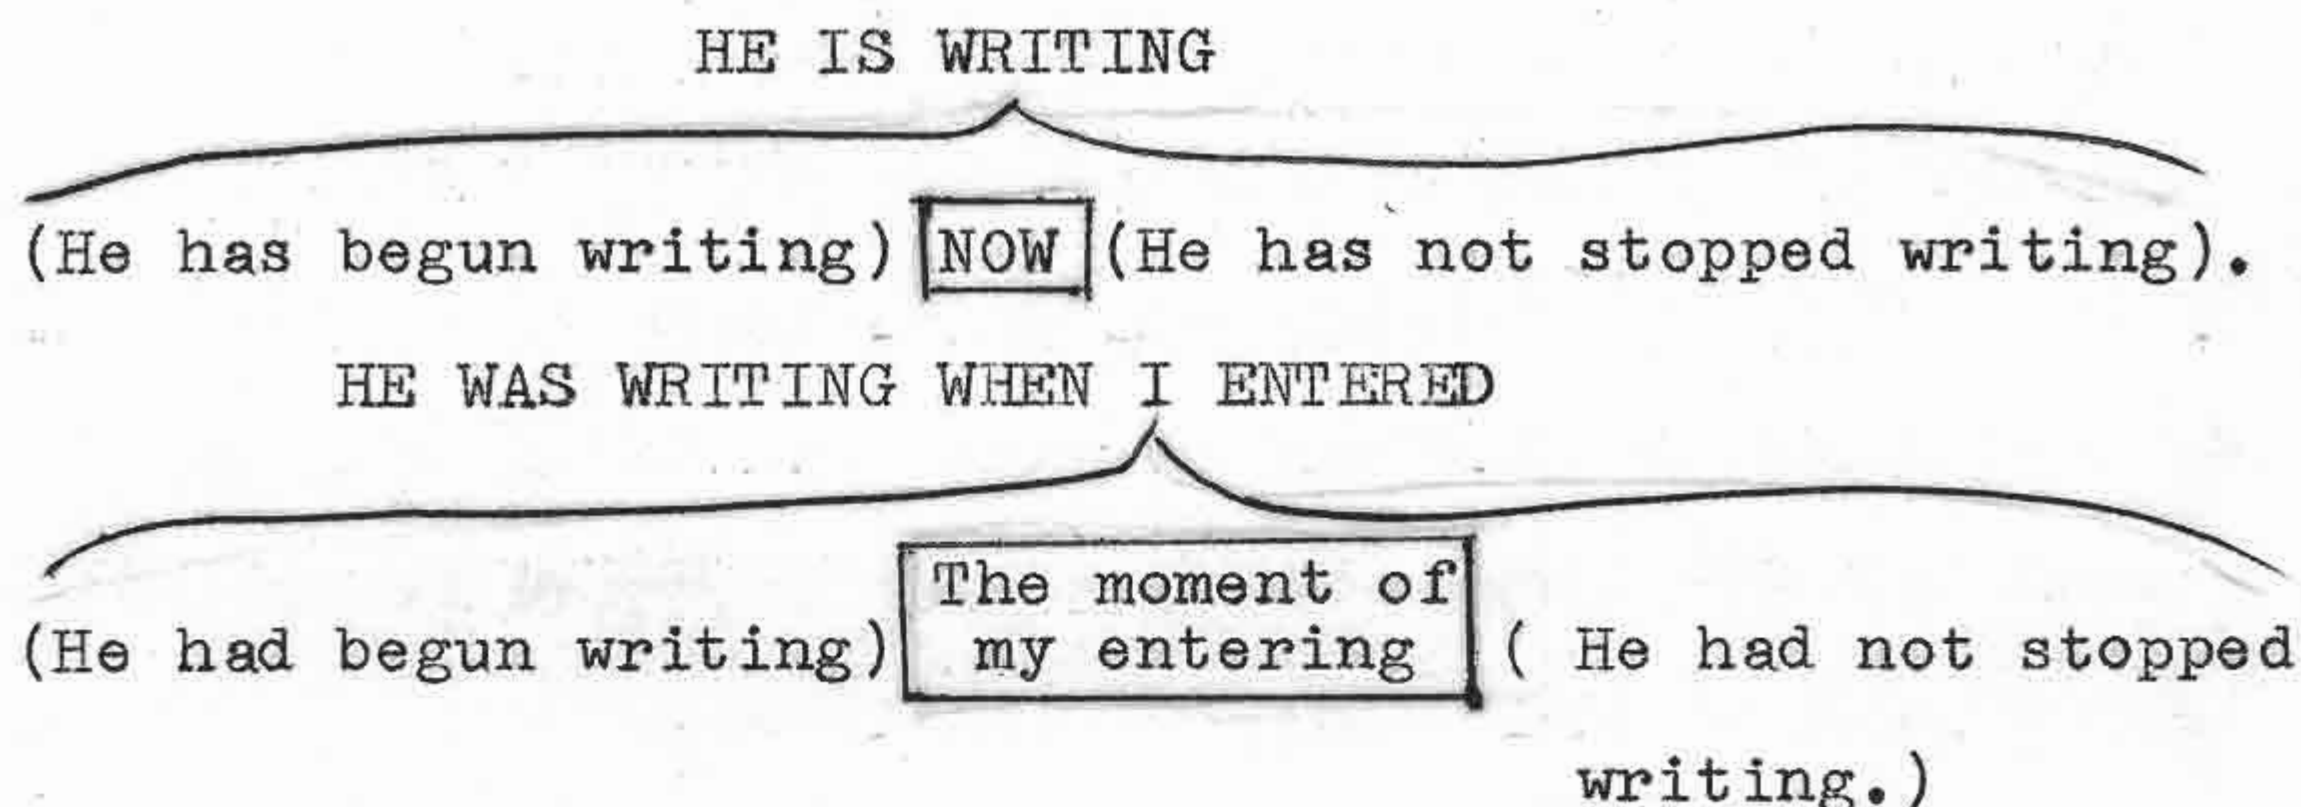 HE IS WRITING
(He has begun writing) NOW (He has not stopped writing).
HE WAS WRITING WHEN I ENTERED
The moment of
(He had begun writing) my entering ( He had not stopped
writing.)